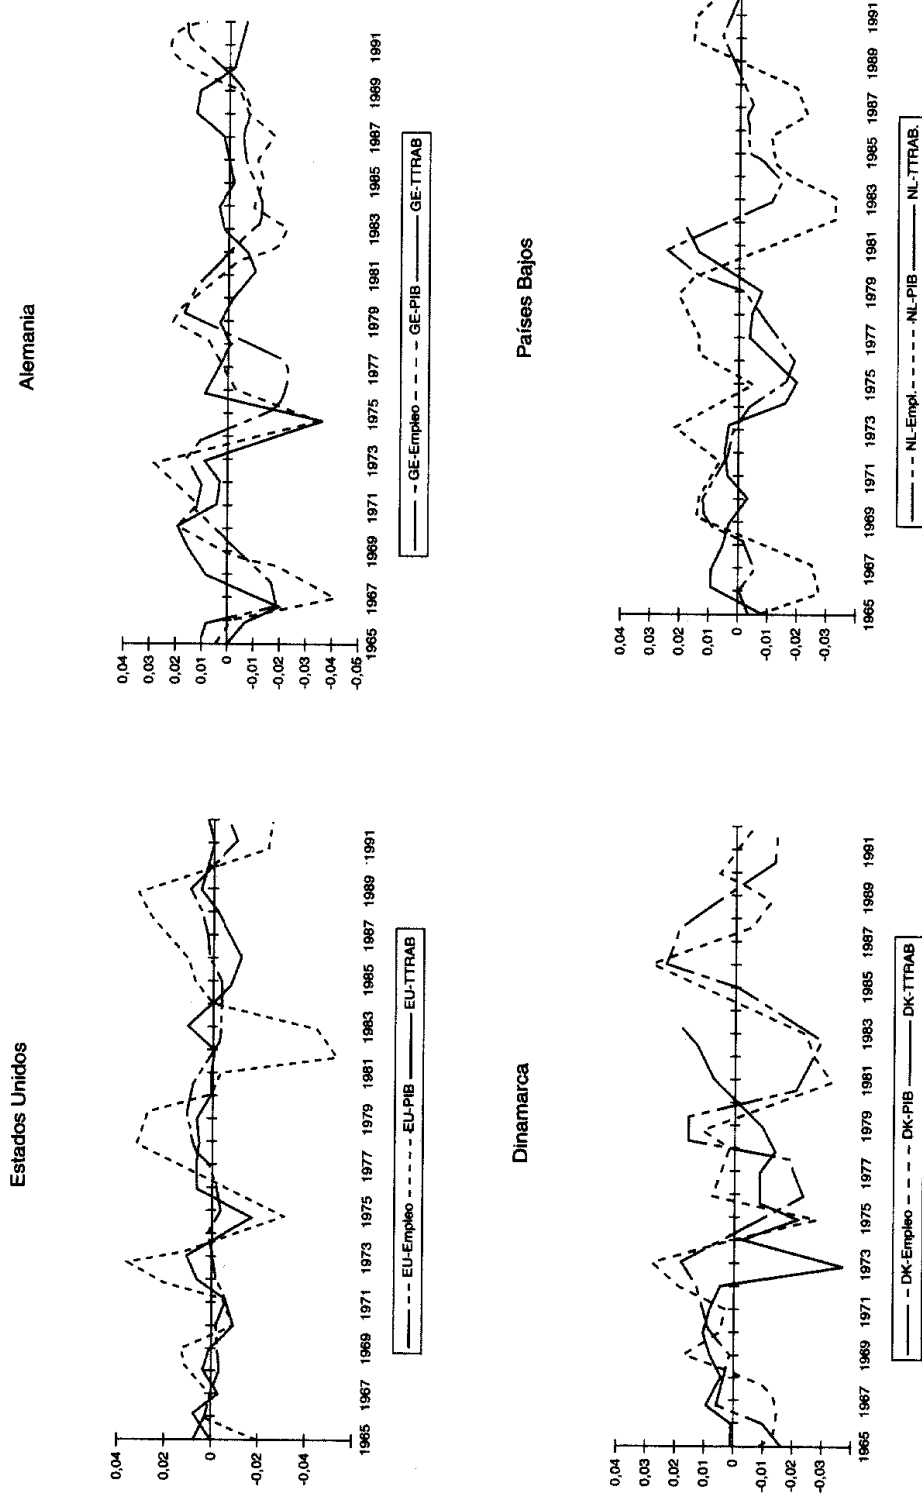 Estados Unidos
0,04
0,02
0
-0,02
-0,04
-0,06
1965 1967 1969 1971 1973 1975 1977 1979 1981 1983 1985 1987 1989 1991
EU-Empleo EU-PIB EU-TTRAB
Alemania
0,04
0,03
0,02
0,01
0
-0,01
-0,02
-0,03
-0,04
-0,05
1965 1967 1969 1971 1973 1975 1977 1979 1981 1983 1985 1987 1989 1991
GE-Empleo GE-PIB GE-TTRAB
Dinamarca
0,04
0,03
0,02
0,01
0
-0,01
-0,02
-0,03
1965 1967 1969 1971 1973 1975 1977 1979 1981 1983 1985 1987 1989 1991
DK-Empleo DK-PIB DK-TTRAB
Países Bajos
0,04
0,03
0,02
0,01
0
-0,01
-0,02
-0,03
1965 1967 1969 1971 1973 1975 1977 1979 1981 1983 1985 1987 1989 1991
NL-Empl. NL-PIB NL-TTRAB.